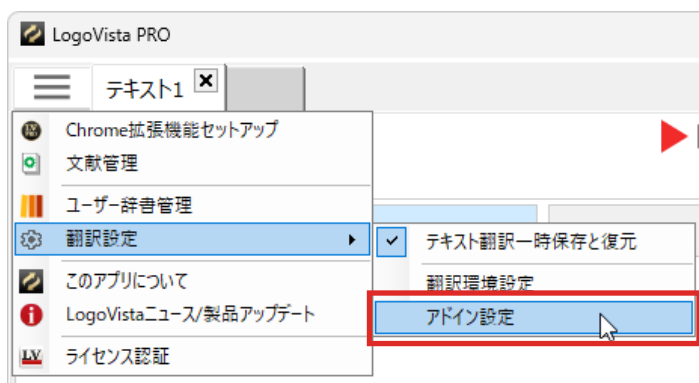 LogoVista PRO
テキスト1
Chrome拡張機能セットアップ
文献管理
ユーザー辞書管理
翻訳設定
テキスト翻訳一時保存と復元
翻訳環境設定
アドイン設定
このアプリについて
LogoVistaニュース/製品アップデート
LV ライセンス認証